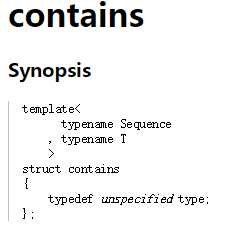 contains
Synopsis
template<
      typename Sequence
    , typename T
    >
struct contains
{
    typedef unspecified type;
};